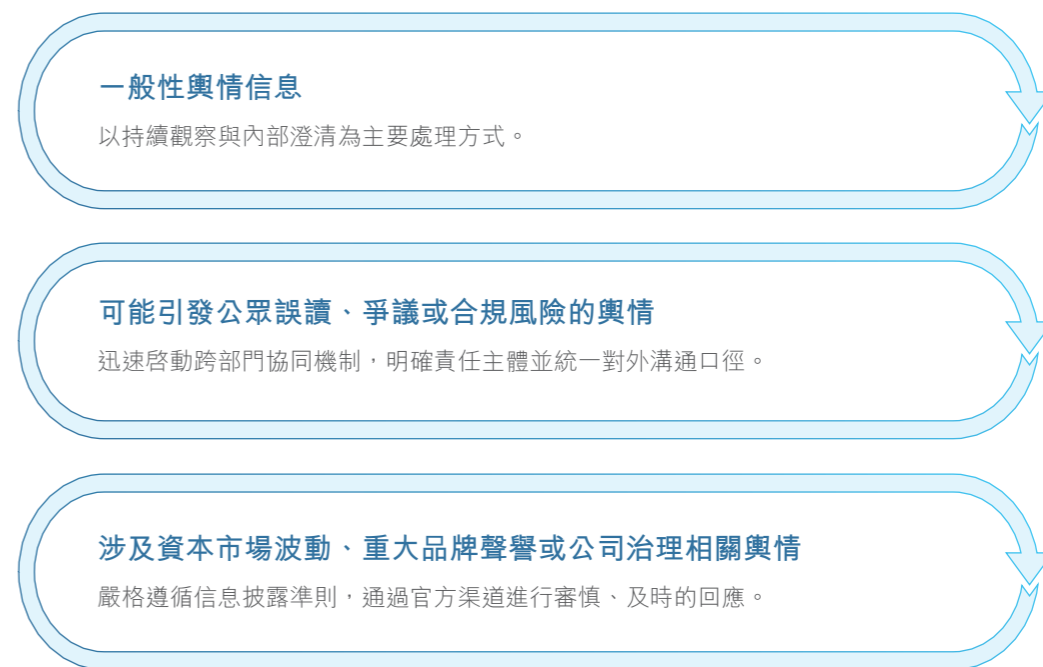 一般性輿情信息
以持續觀察與內部澄清為主要處理方式。
可能引發公眾誤讀、爭議或合規風險的輿情
迅速啓動跨部門協同機制，明確責任主體並統一對外溝通口徑。
涉及資本市場波動、重大品牌聲譽或公司治理相關輿情
嚴格遵循信息披露準則，通過官方渠道進行審慎、及時的回應。